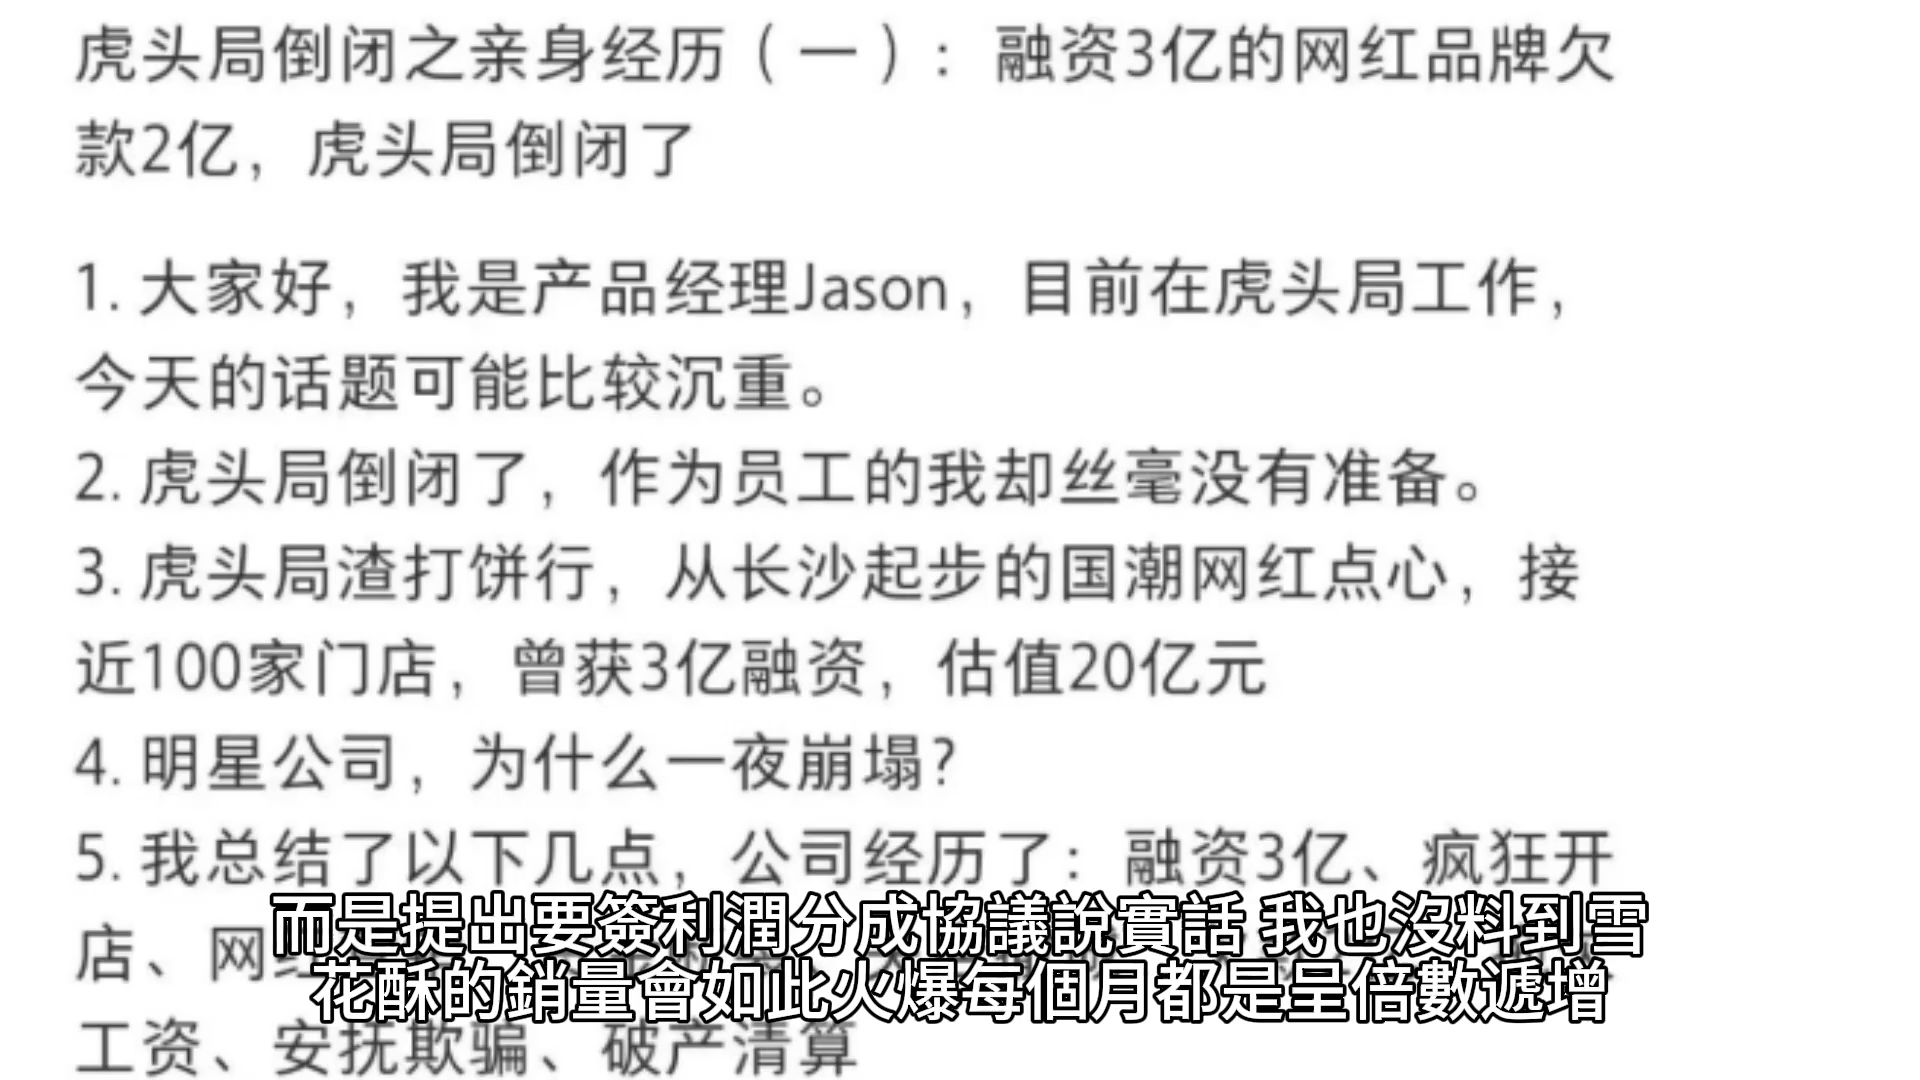 虎头局倒闭之亲身经历（一）：融资3亿的网红品牌欠
款2亿，虎头局倒闭了
1. 大家好，我是产品经理Jason，目前在虎头局工作，
今天的话题可能比较沉重。
2. 虎头局倒闭了，作为员工的我却丝毫没有准备。
3. 虎头局渣打饼行，从长沙起步的国潮网红点心，接
近100家门店，曾获3亿融资，估值20亿元
4. 明星公司，为什么一夜崩塌？
5. 我总结了以下几点，公司经历了：融资3亿、疯狂开
店、网
工资、安抚欺骗、破产清算
而是提出要簽利潤分成協議說實話 我也沒料到雪
花酥的銷量會如此火爆每個月都是呈倍數遞增